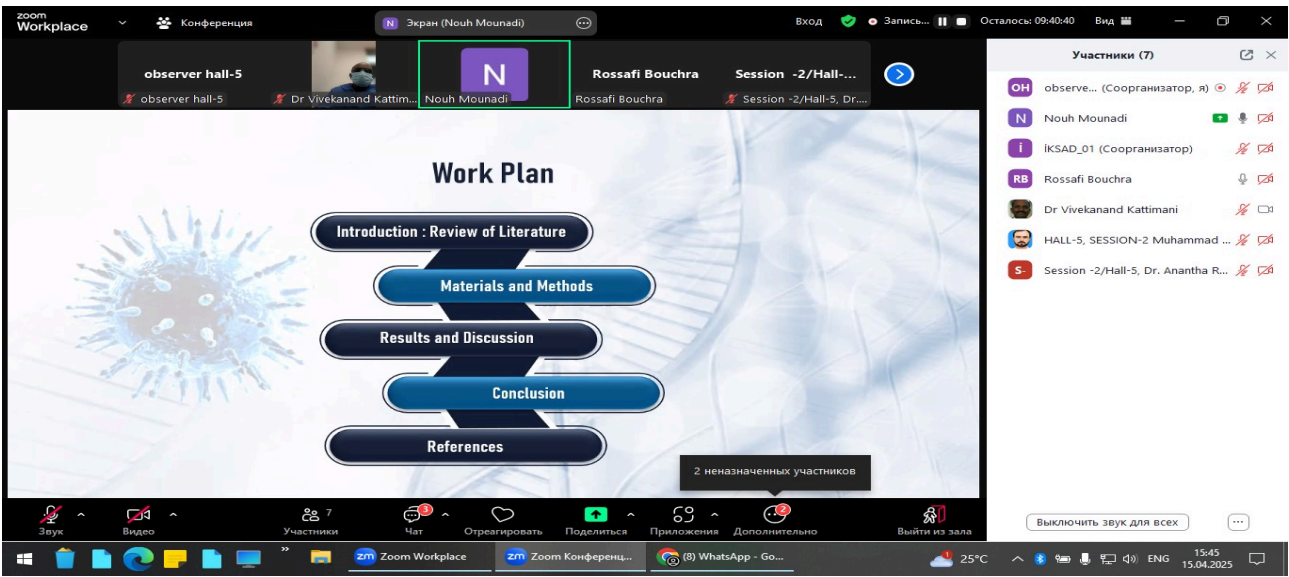 zoom
Workplace
Конференция
N Экран (Nouh Mounadi)
Вход
Запись...
Осталось: 09:40:40
Вид
observer hall-5
observer hall-5
Dr Vivekanand Kattim...
N
Nouh Mounadi
Rossafi Bouchra
Rossafi Bouchra
Session -2/Hall-...
Session -2/Hall-5, Dr....
Участники (7)
OH observe... (Соорганизатор, я)
N Nouh Mounadi
i iKSAD_01 (Соорганизатор)
RB Rossafi Bouchra
Dr Vivekanand Kattimani
HALL-5, SESSION-2 Muhammad ...
S- Session -2/Hall-5, Dr. Anantha R...
Work Plan
Introduction : Review of Literature
Materials and Methods
Results and Discussion
Conclusion
References
2 неназначенных участников
Звук
Видео
7
Участники
3
Чат
Отреагировать
Поделиться
Приложения
2
Дополнительно
Выйти из зала
Выключить звук для всех
zm Zoom Workplace
zm Zoom Конференц...
(8) WhatsApp - Go...
1
25°C
ENG
15:45
15.04.2025